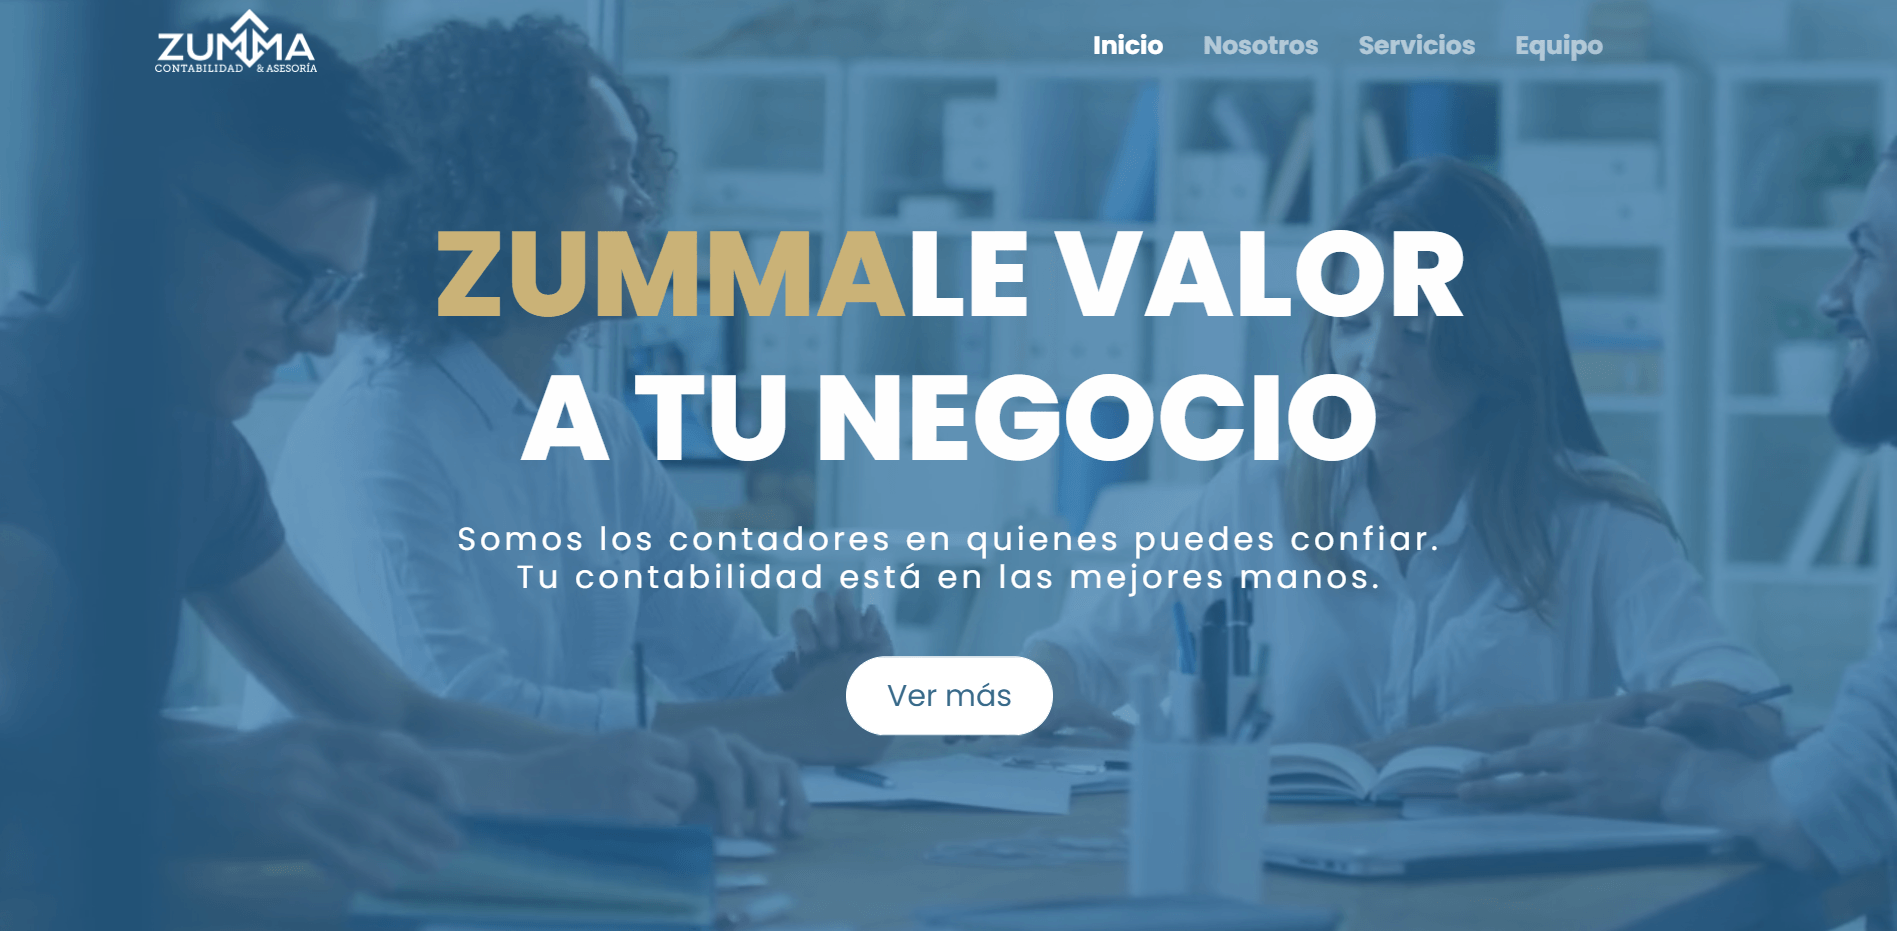 ZUMMA
CONTABILIDAD & ASESORÍA
Inicio Nosotros Servicios Equipo
ZUMMALE VALOR
A TU NEGOCIO
Somos los contadores en quienes puedes confiar.
Tu contabilidad está en las mejores manos.
Ver más